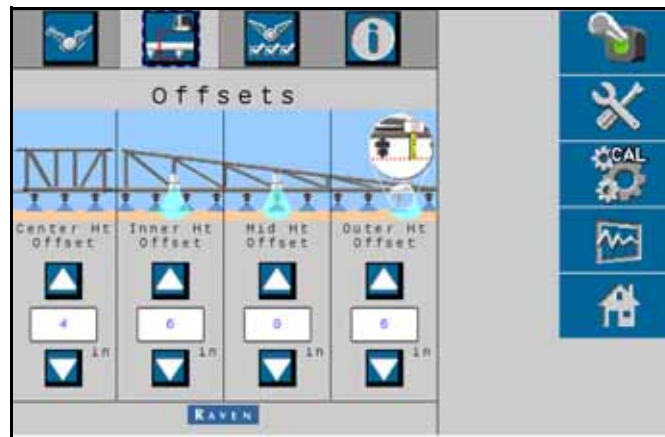 Offsets
CAL
Center Ht Offset
Inner Ht Offset
Mid Ht Offset
Outer Ht Offset
4
6
in
in
in
in
6
RAVEN